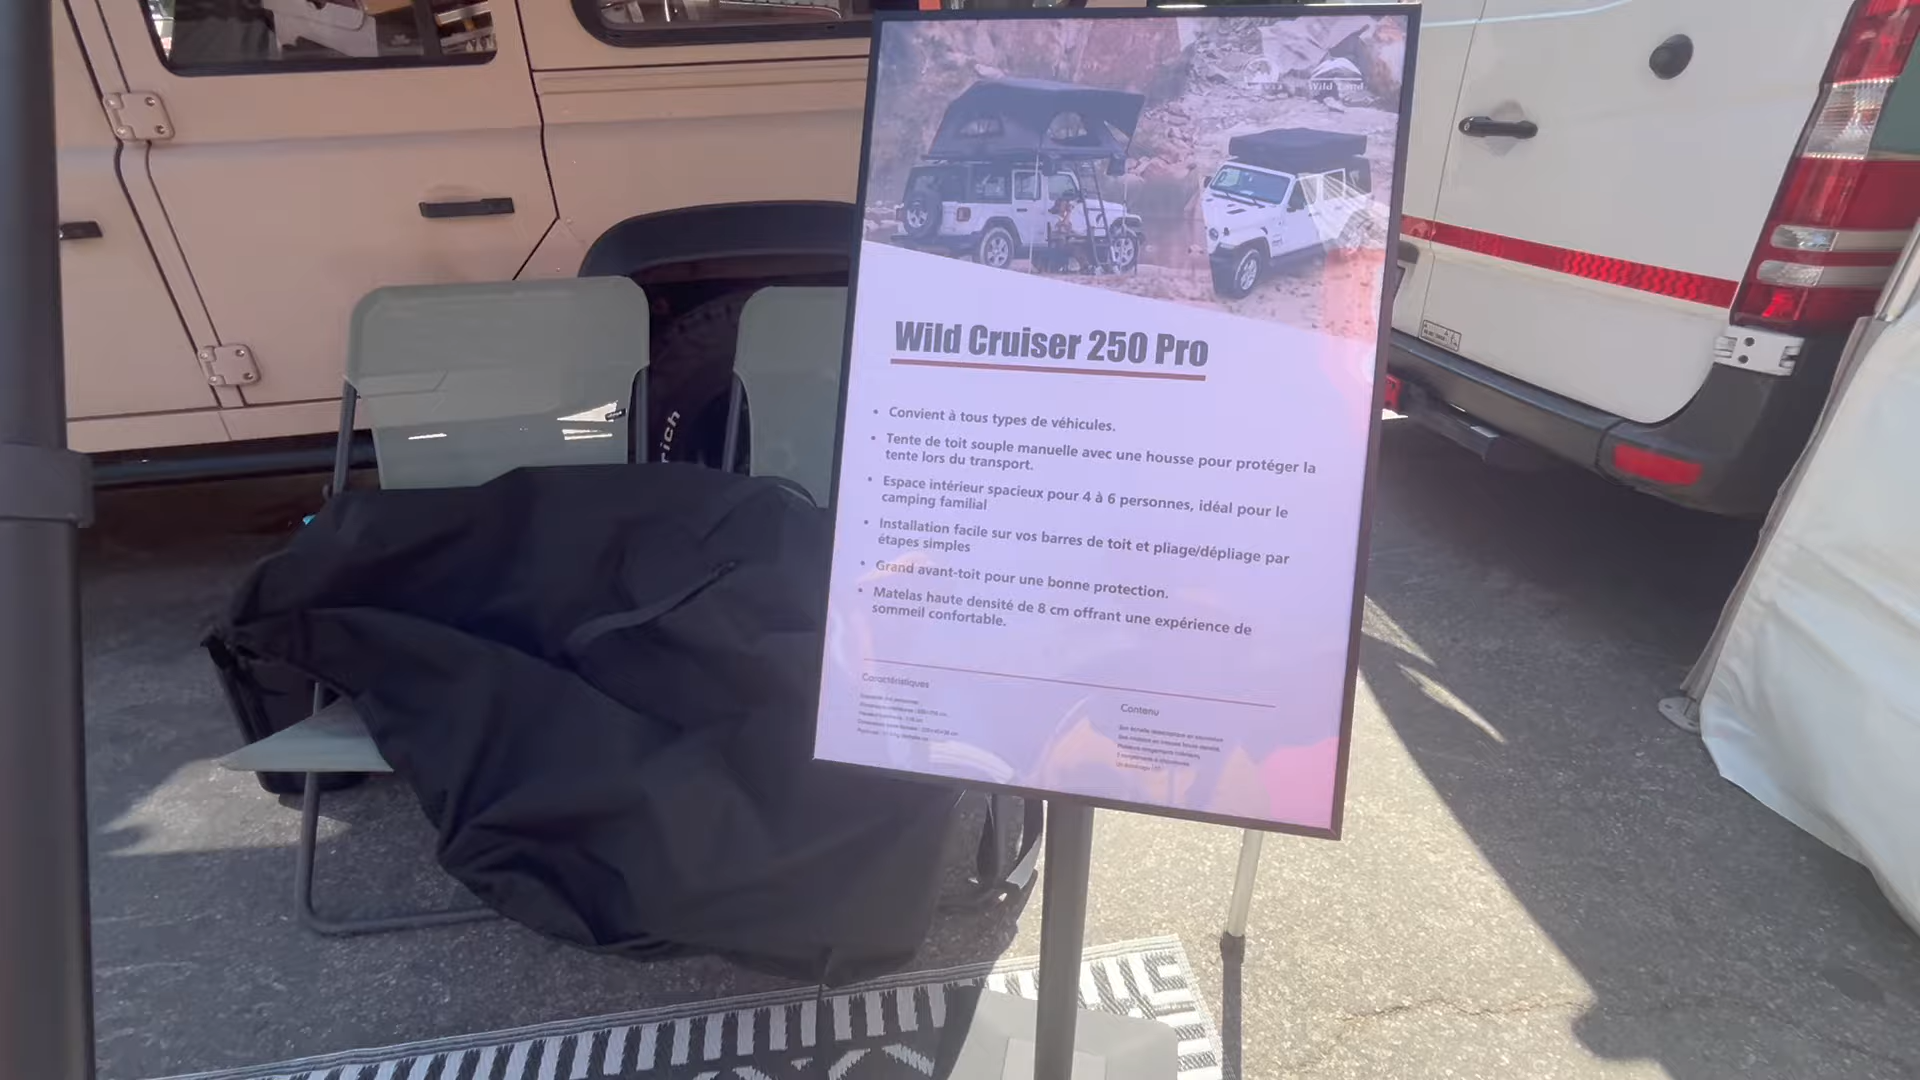 Wild Land
Wild Cruiser 250 Pro
• Convient à tous types de véhicules.
• Tente de toit souple manuelle avec une housse pour protéger la
tente lors du transport.
• Espace intérieur spacieux pour 4 à 6 personnes, idéal pour le
camping familial
• Installation facile sur vos barres de toit et pliage/dépliage par
étapes simples
• Grand avant-toit pour une bonne protection.
• Matelas haute densité de 8 cm offrant une expérience de
sommeil confortable.
Caractéristiques
Contenu
rich